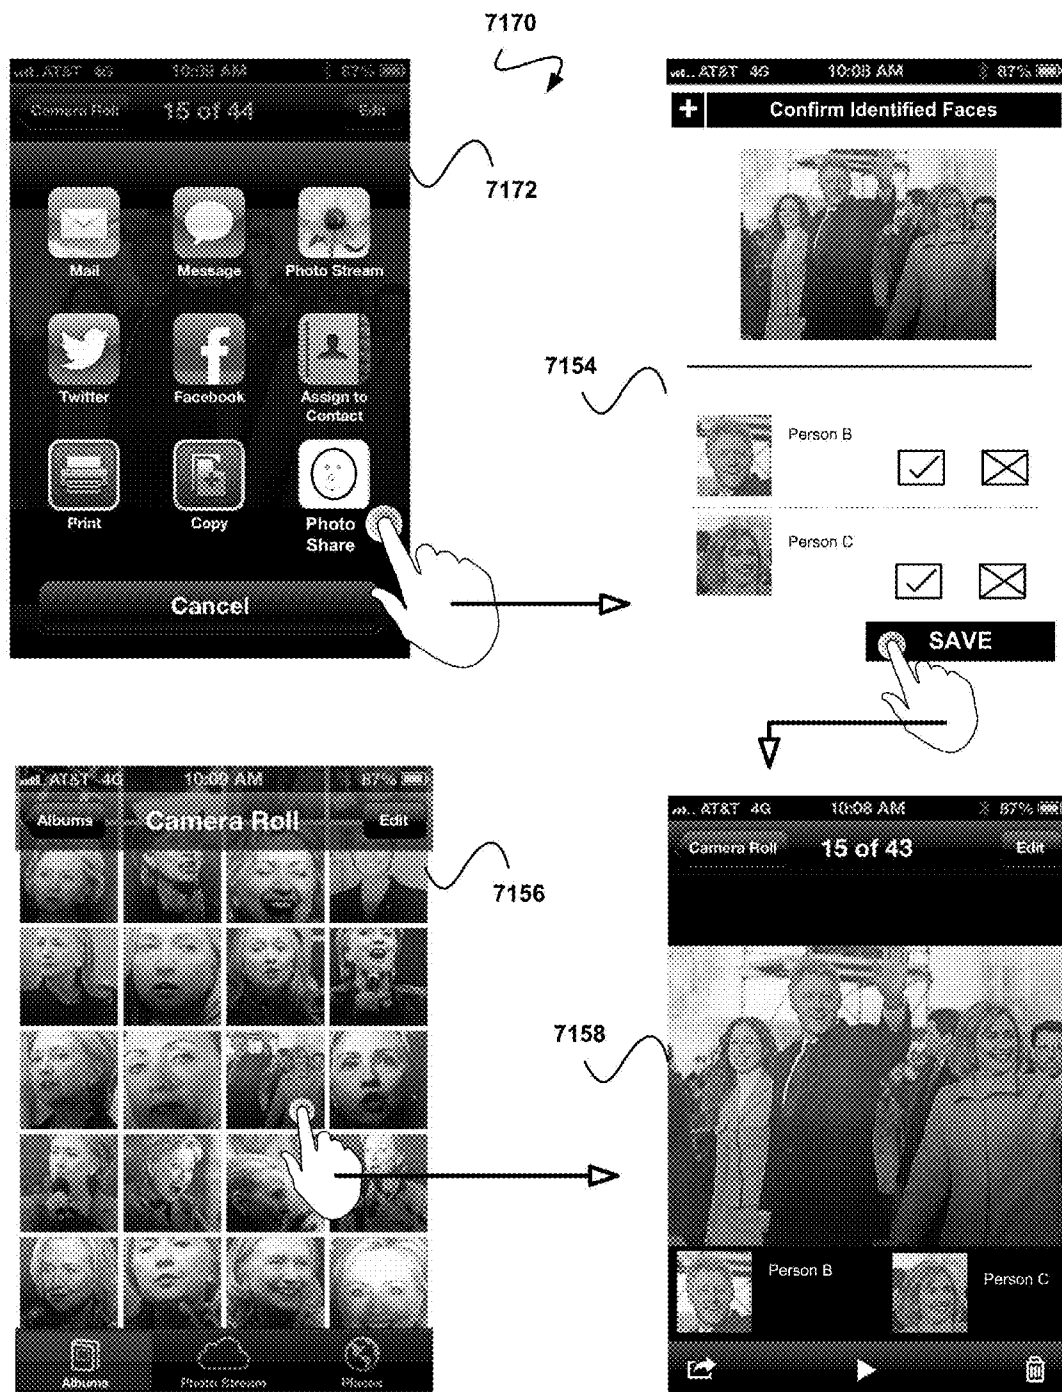 7170
AT&T 4G 10:08 AM 87%
Camera Roll 15 of 44 Edit
7172
Mail Message Photo Stream
Twitter Facebook Assign to
Contact
Print Copy Photo
Share
Cancel
AT&T 4G 10:08 AM 87%
+ Confirm Identified Faces
7154
Person B
Person C
SAVE
AT&T 4G 10:08 AM 87%
Albums Camera Roll Edit
7156
Albums Photo Stream Places
AT&T 4G 10:08 AM 87%
Camera Roll 15 of 43 Edit
7158
Person B Person C